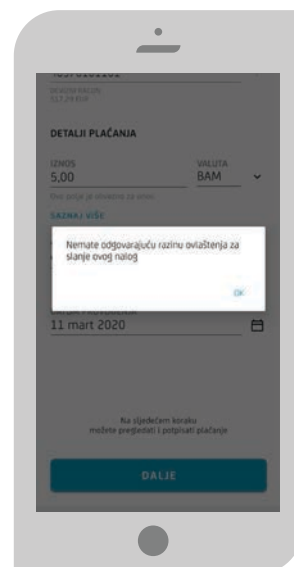 DETALJI PLAĆANJA
IZNOS VALUTA
5,00 BAM
SAZNAJ VIŠE
Nemate odgovarajuću razinu ovlaštenja za
slanje ovog nalog
OK
11 mart 2020
Na sljedećem koraku
možete pregledati i potpisati plaćanje
DALJE